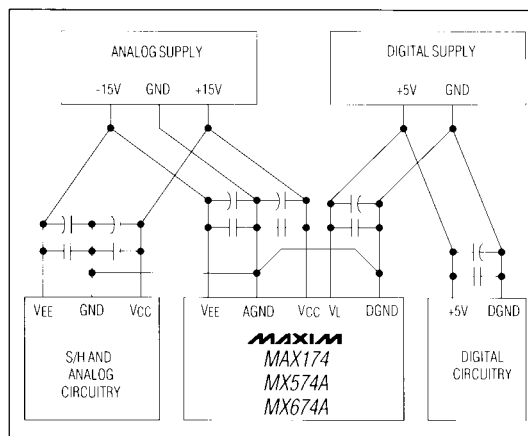 ANALOG SUPPLY
-15V GND +15V
DIGITAL SUPPLY
+5V GND
VEE GND VCC
S/H AND
ANALOG
CIRCUITRY
VEE AGND VCC VL DGND
MAXIM
MAX174
MX574A
MX674A
+5V DGND
DIGITAL
CIRCUITRY